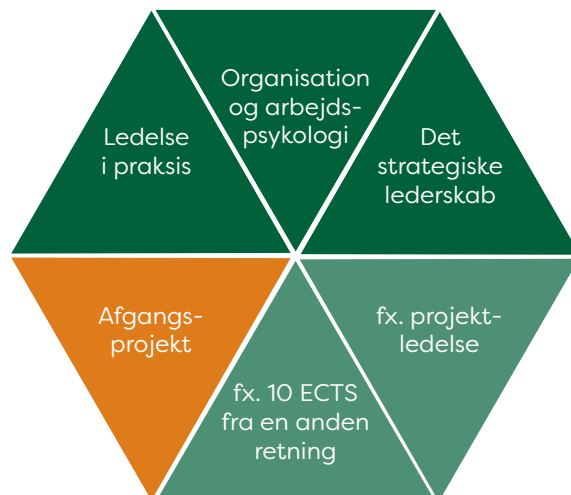 Organisation
og arbejds-
psykologi
Ledelse
i praksis
Det
strategiske
lederskab
Afgangs-
projekt
fx. projekt-
ledelse
fx. 10 ECTS
fra en anden
retning